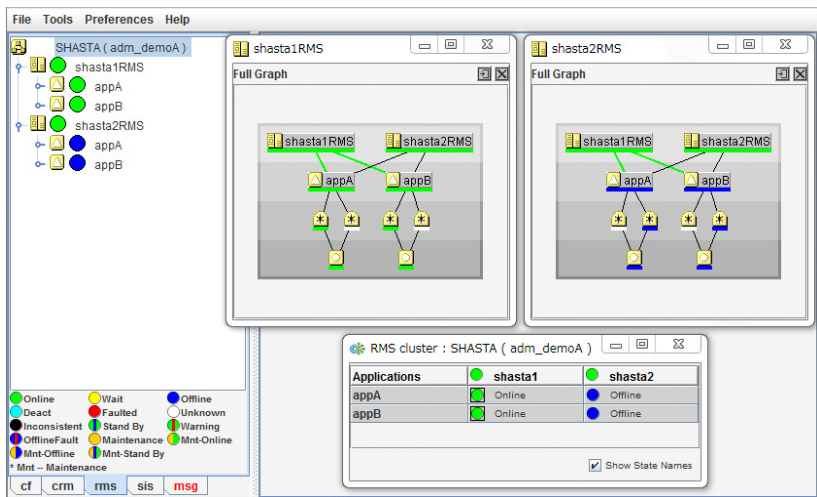 File Tools Preferences Help
SHASTA ( adm_demoA )
shasta1RMS
appA
appB
shasta2RMS
appA
appB
Online Wait Offline
Deact Faulted Unknown
Inconsistent Stand By Warning
OfflineFault Maintenance Mnt-Online
Mnt-Offline Mnt-Stand By
* Mnt -- Maintenance
cf crm rms sis msg
shasta1RMS
Full Graph
shasta1RMS shasta2RMS
appA appB
shasta2RMS
Full Graph
shasta1RMS shasta2RMS
appA appB
RMS cluster : SHASTA ( adm_demoA )
Applications shasta1 shasta2
appA Online Offline
appB Online Offline
Show State Names